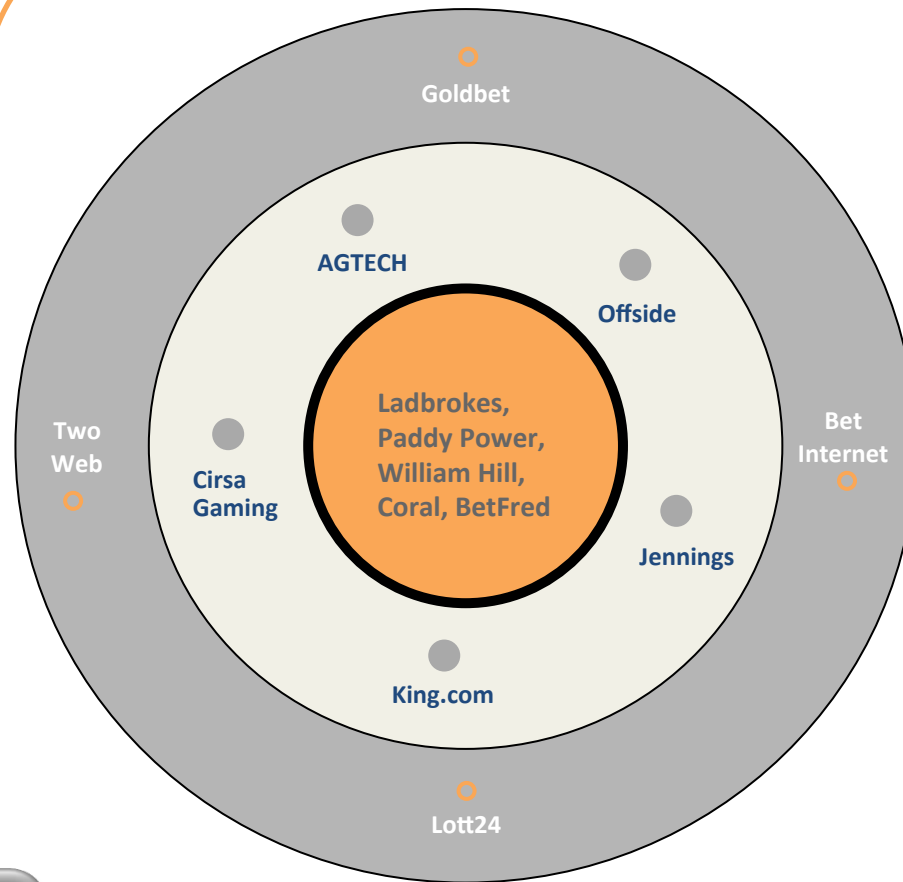 Goldbet
AGTECH
Offside
Ladbrokes,
Paddy Power,
William Hill,
Coral, BetFred
Two
Web
Bet
Internet
Cirsa
Gaming
Jennings
King.com
Lott24